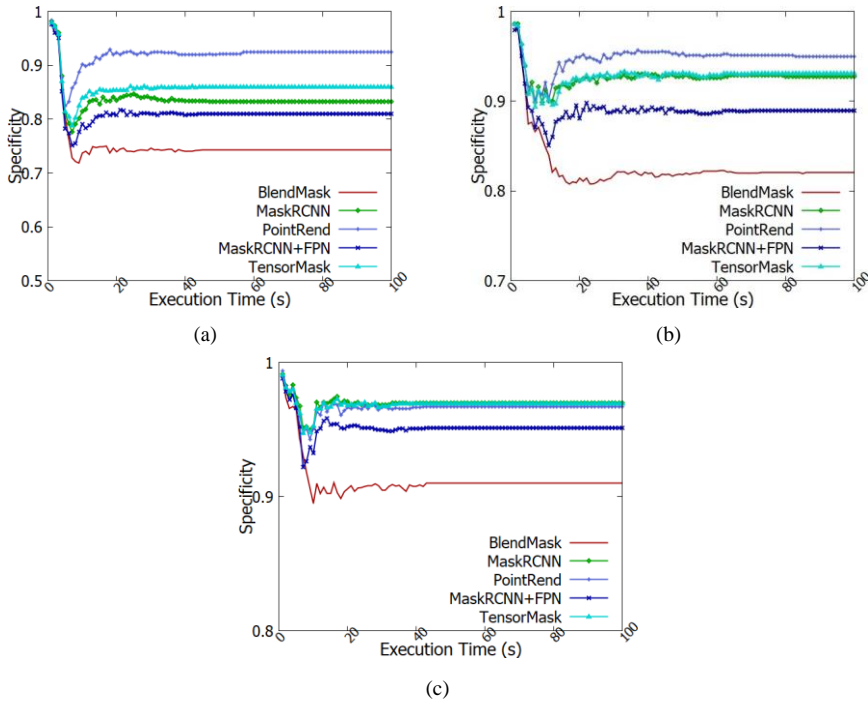 1
0.9
0.8
0.7
0.6
0.5
Specificity
0
20
40
60
80
100
Execution Time (s)
BlendMask
MaskRCNN
PointRend
MaskRCNN+FPN
TensorMask
(a)
1
0.9
0.8
0.7
Specificity
0
20
40
60
80
100
Execution Time (s)
BlendMask
MaskRCNN
PointRend
MaskRCNN+FPN
TensorMask
(b)
1
0.9
0.8
Specificity
0
20
40
60
80
100
Execution Time (s)
BlendMask
MaskRCNN
PointRend
MaskRCNN+FPN
TensorMask
(c)